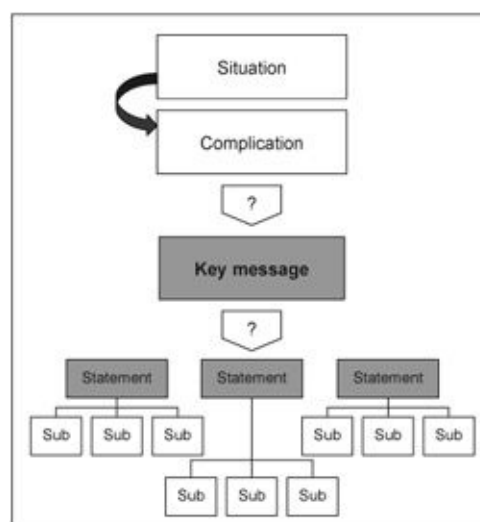 Situation
Complication
?
Key message
?
Statement Statement Statement
Sub Sub Sub Sub Sub Sub
Sub Sub Sub